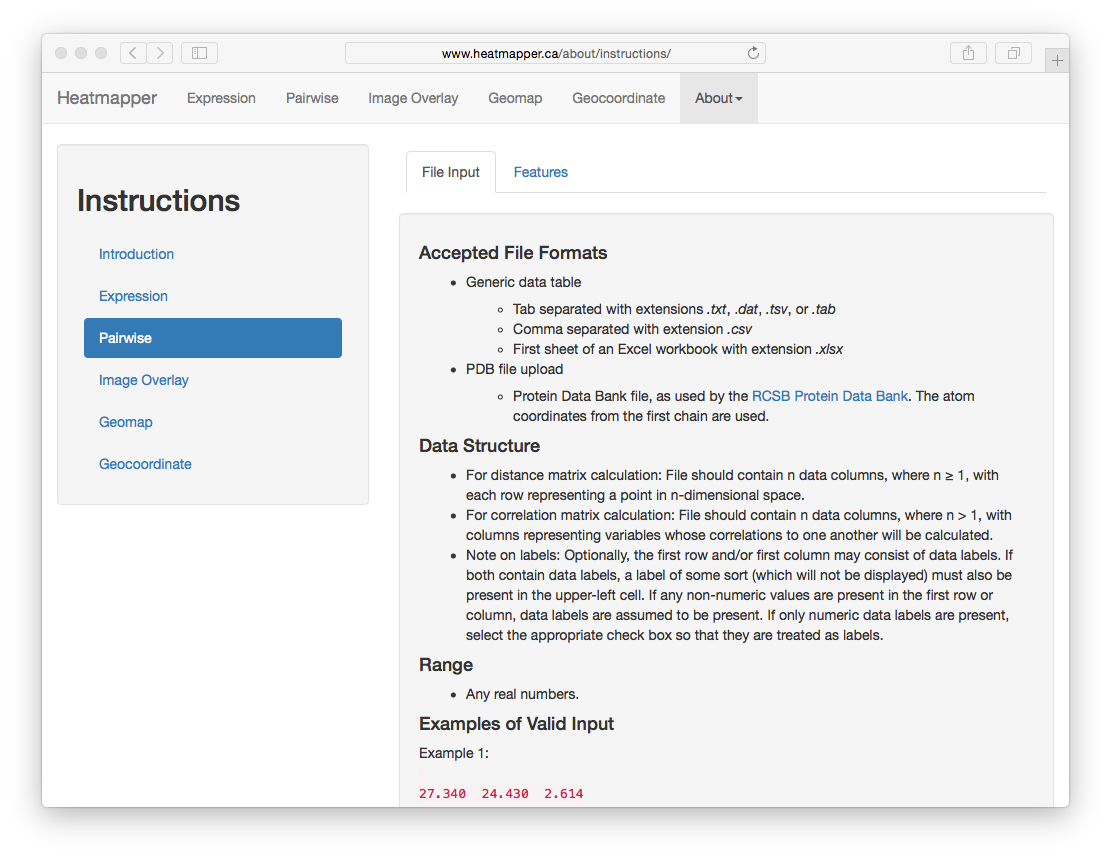 www.heatmapper.ca/about/instructions/
Heatmapper Expression Pairwise Image Overlay Geomap Geocoordinate About
Instructions
Introduction
Expression
Pairwise
Image Overlay
Geomap
Geocoordinate
File Input Features
Accepted File Formats
• Generic data table
◦ Tab separated with extensions .txt, .dat, .tsv, or .tab
◦ Comma separated with extension .csv
◦ First sheet of an Excel workbook with extension .xlsx
• PDB file upload
◦ Protein Data Bank file, as used by the RCSB Protein Data Bank. The atom
coordinates from the first chain are used.
Data Structure
• For distance matrix calculation: File should contain n data columns, where n ≥ 1, with
each row representing a point in n-dimensional space.
• For correlation matrix calculation: File should contain n data columns, where n > 1, with
columns representing variables whose correlations to one another will be calculated.
• Note on labels: Optionally, the first row and/or first column may consist of data labels. If
both contain data labels, a label of some sort (which will not be displayed) must also be
present in the upper-left cell. If any non-numeric values are present in the first row or
column, data labels are assumed to be present. If only numeric data labels are present,
select the appropriate check box so that they are treated as labels.
Range
• Any real numbers.
Examples of Valid Input
Example 1:
27.340 24.430 2.614